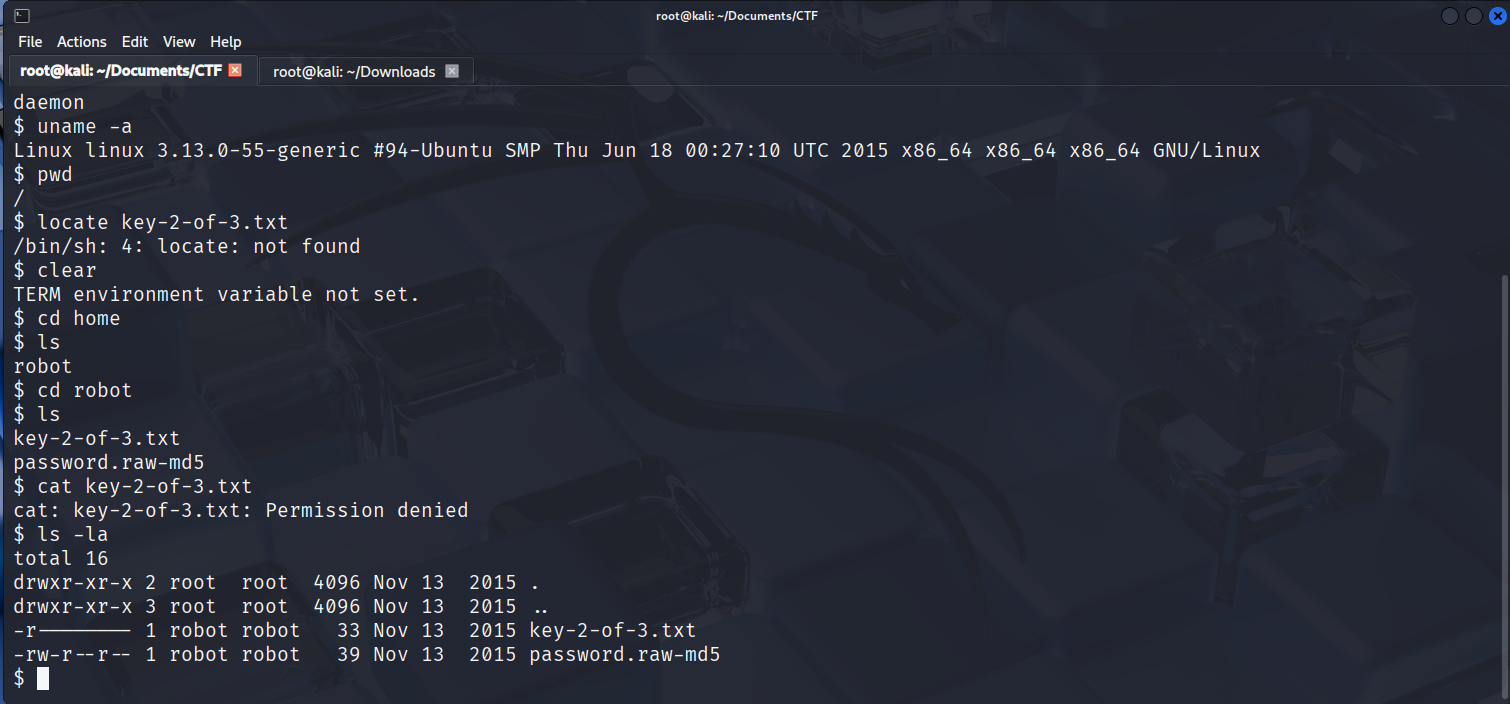 root@kali: ~/Documents/CTF
File Actions Edit View Help
root@kali: ~/Documents/CTF root@kali: ~/Downloads
daemon
$ uname -a
Linux linux 3.13.0-55-generic #94-Ubuntu SMP Thu Jun 18 00:27:10 UTC 2015 x86_64 x86_64 x86_64 GNU/Linux
$ pwd
/
$ locate key-2-of-3.txt
/bin/sh: 4: locate: not found
$ clear
TERM environment variable not set.
$ cd home
$ ls
robot
$ cd robot
$ ls
key-2-of-3.txt
password.raw-md5
$ cat key-2-of-3.txt
cat: key-2-of-3.txt: Permission denied
$ ls -la
total 16
drwxr-xr-x 2 root  root  4096 Nov 13  2015 .
drwxr-xr-x 3 root  root  4096 Nov 13  2015 ..
-r-------- 1 robot robot   33 Nov 13  2015 key-2-of-3.txt
-rw-r--r-- 1 robot robot   39 Nov 13  2015 password.raw-md5
$